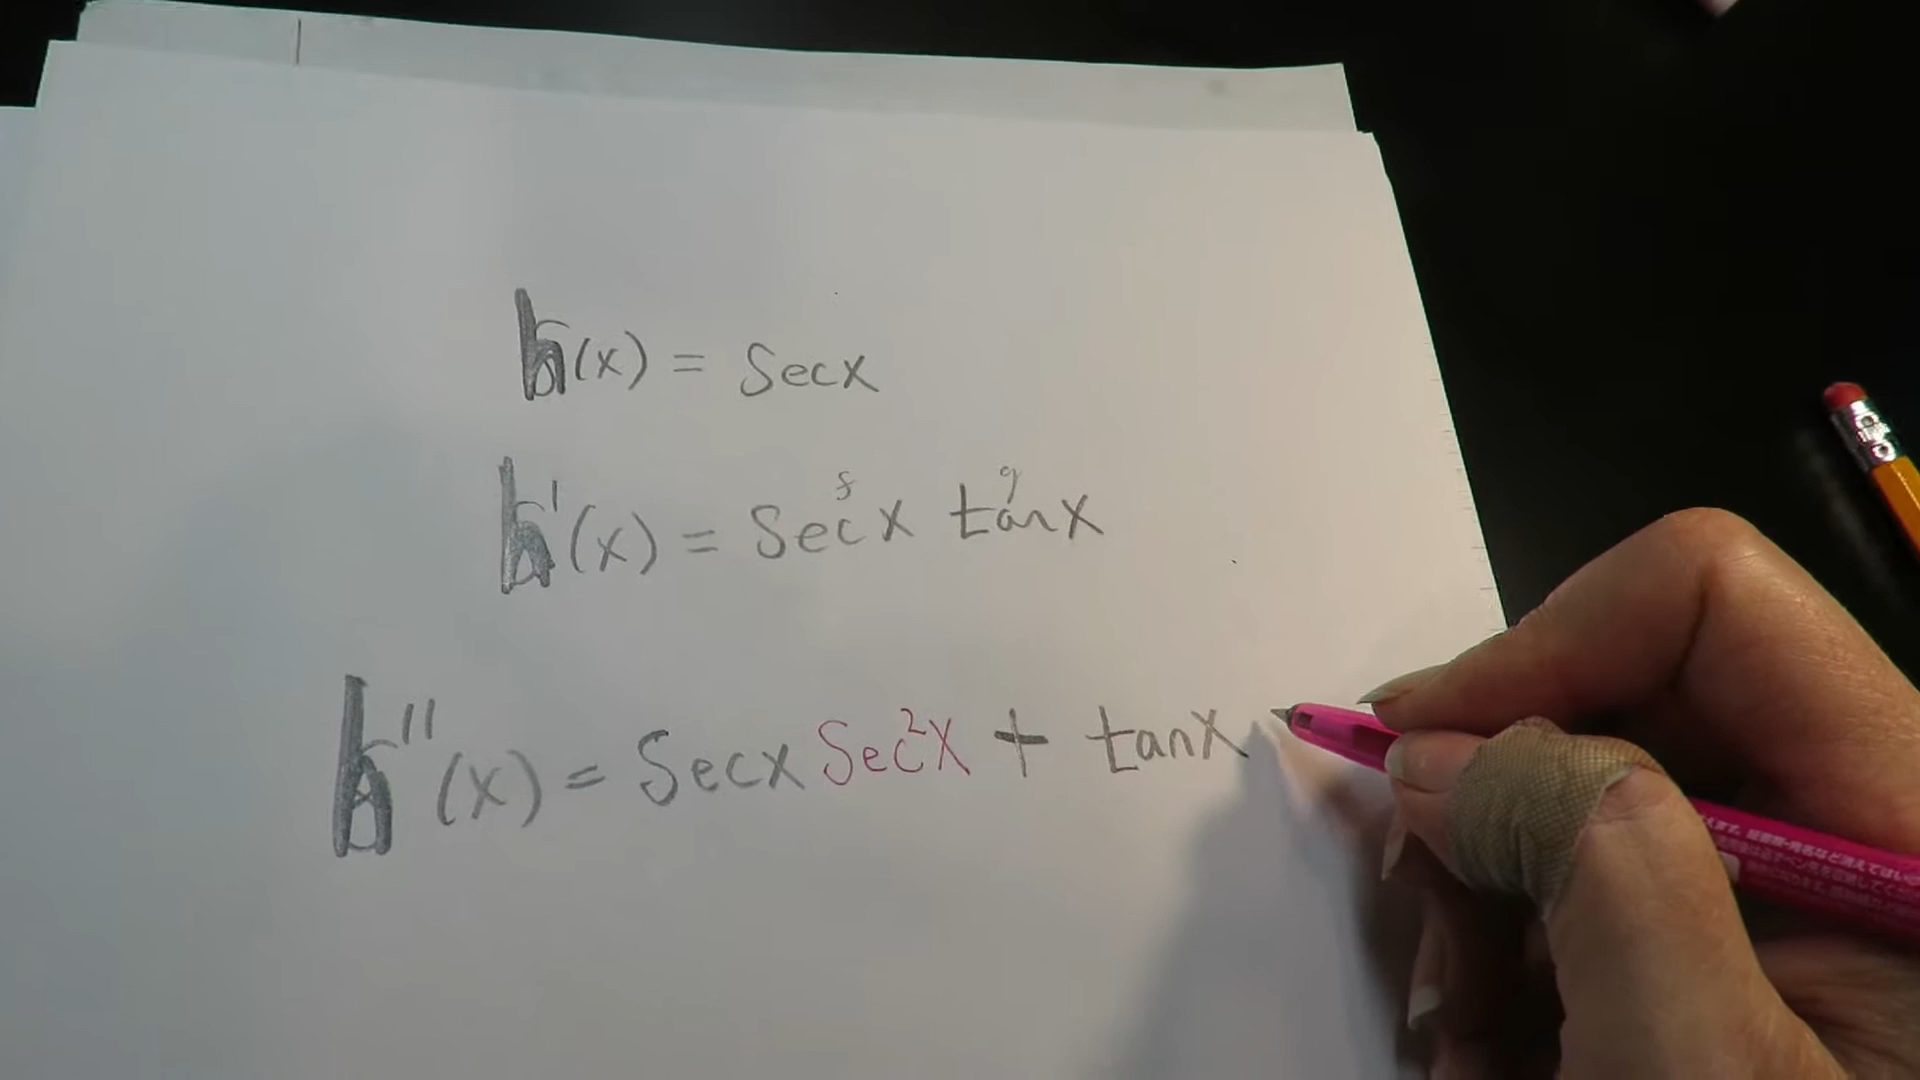 h(x) = Secx
f g
h'(x) = Secx tanx
h''(x) = Secx Sec²x + tanx